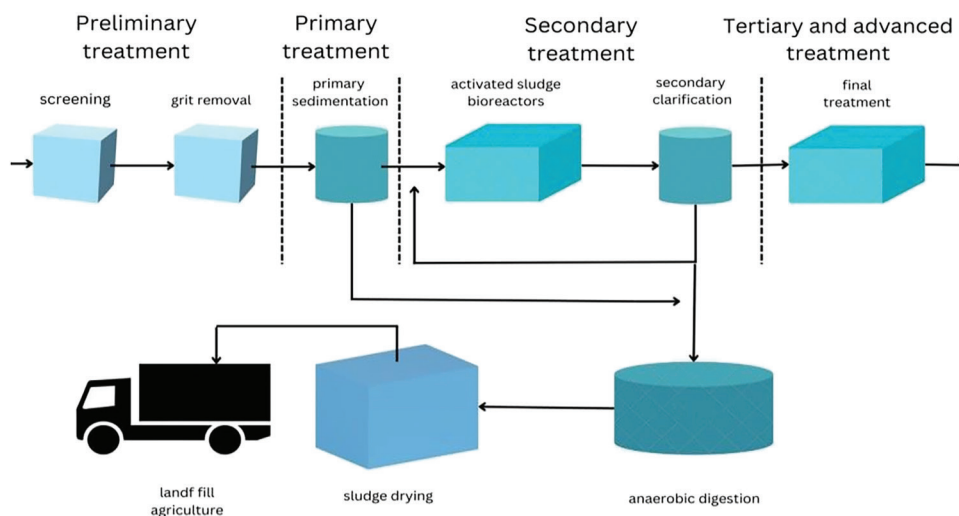 Preliminary
treatment
Primary
treatment
Secondary
treatment
Tertiary and advanced
treatment
screening
grit removal
primary
sedimentation
activated sludge
bioreactors
secondary
clarification
final
treatment
landf fill
agriculture
sludge drying
anaerobic digestion